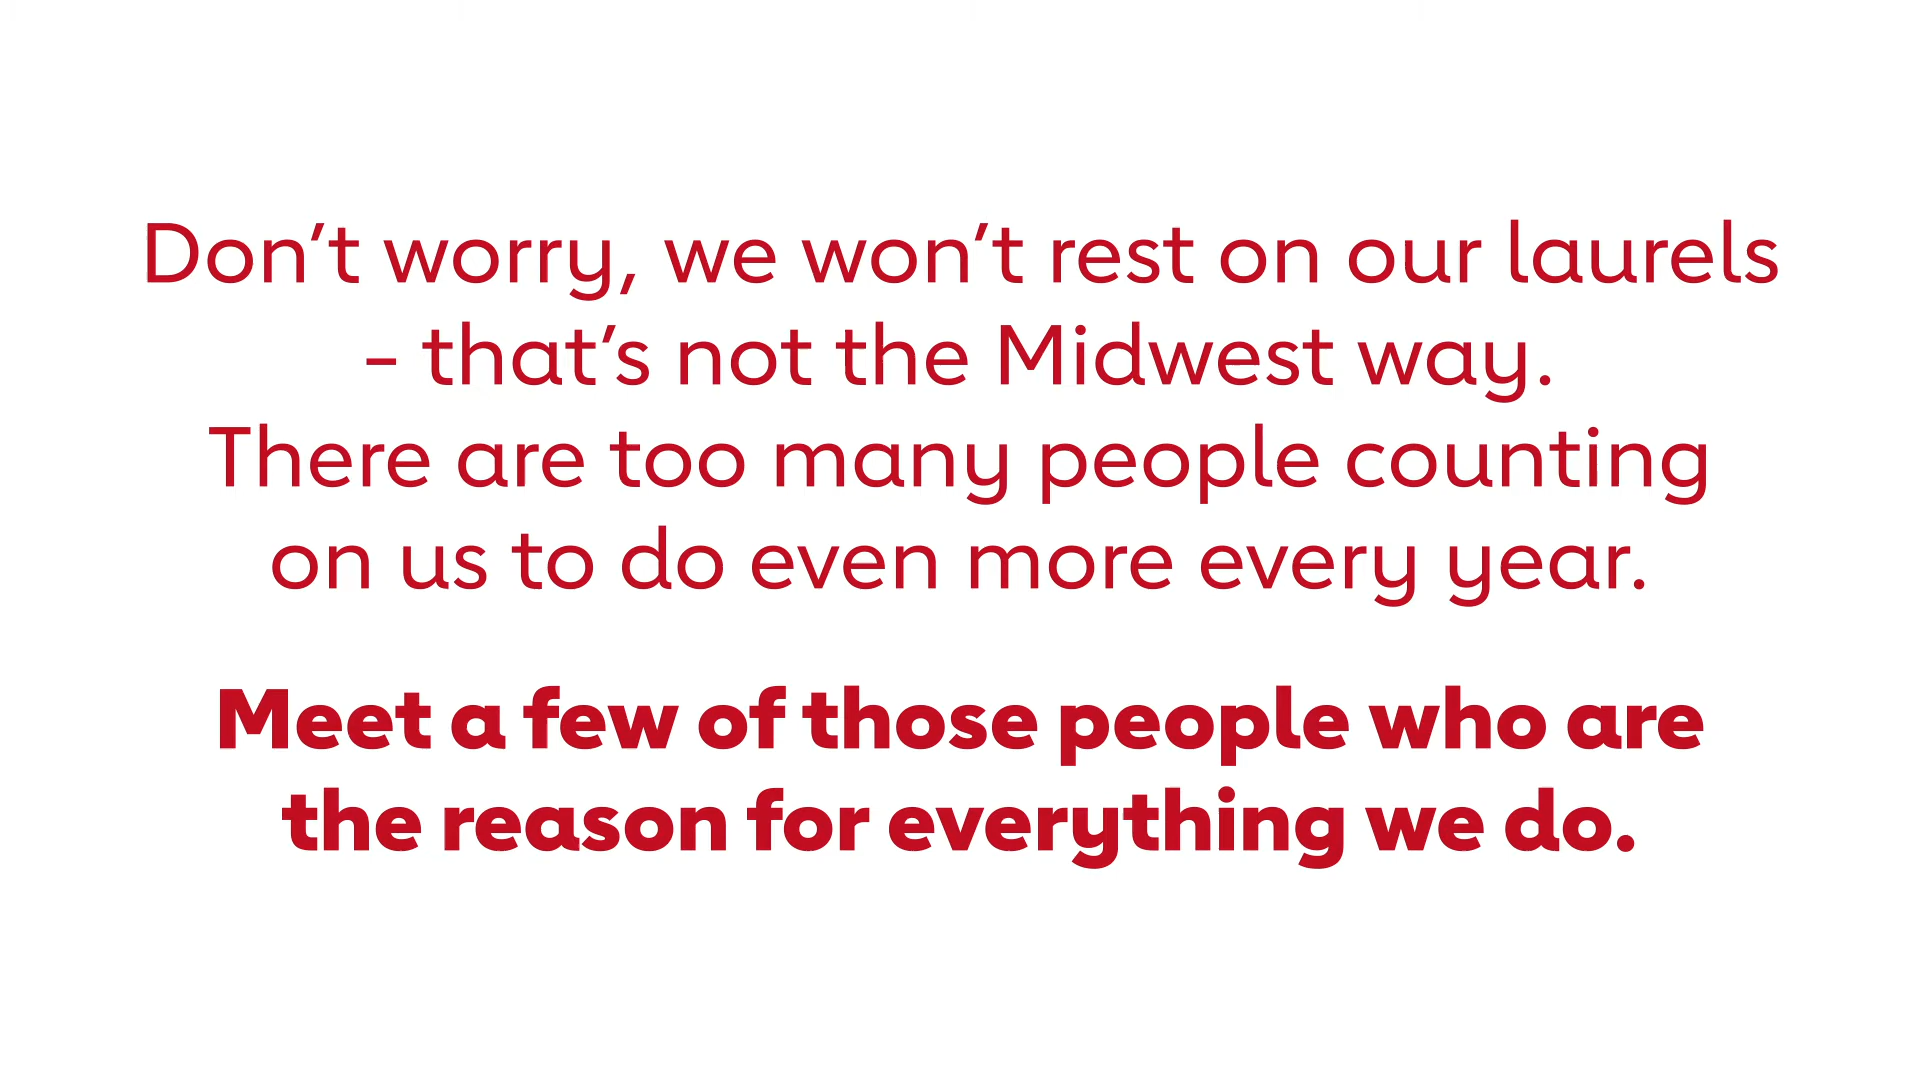 Don’t worry, we won’t rest on our laurels
- that’s not the Midwest way.
There are too many people counting
on us to do even more every year.
Meet a few of those people who are
the reason for everything we do.